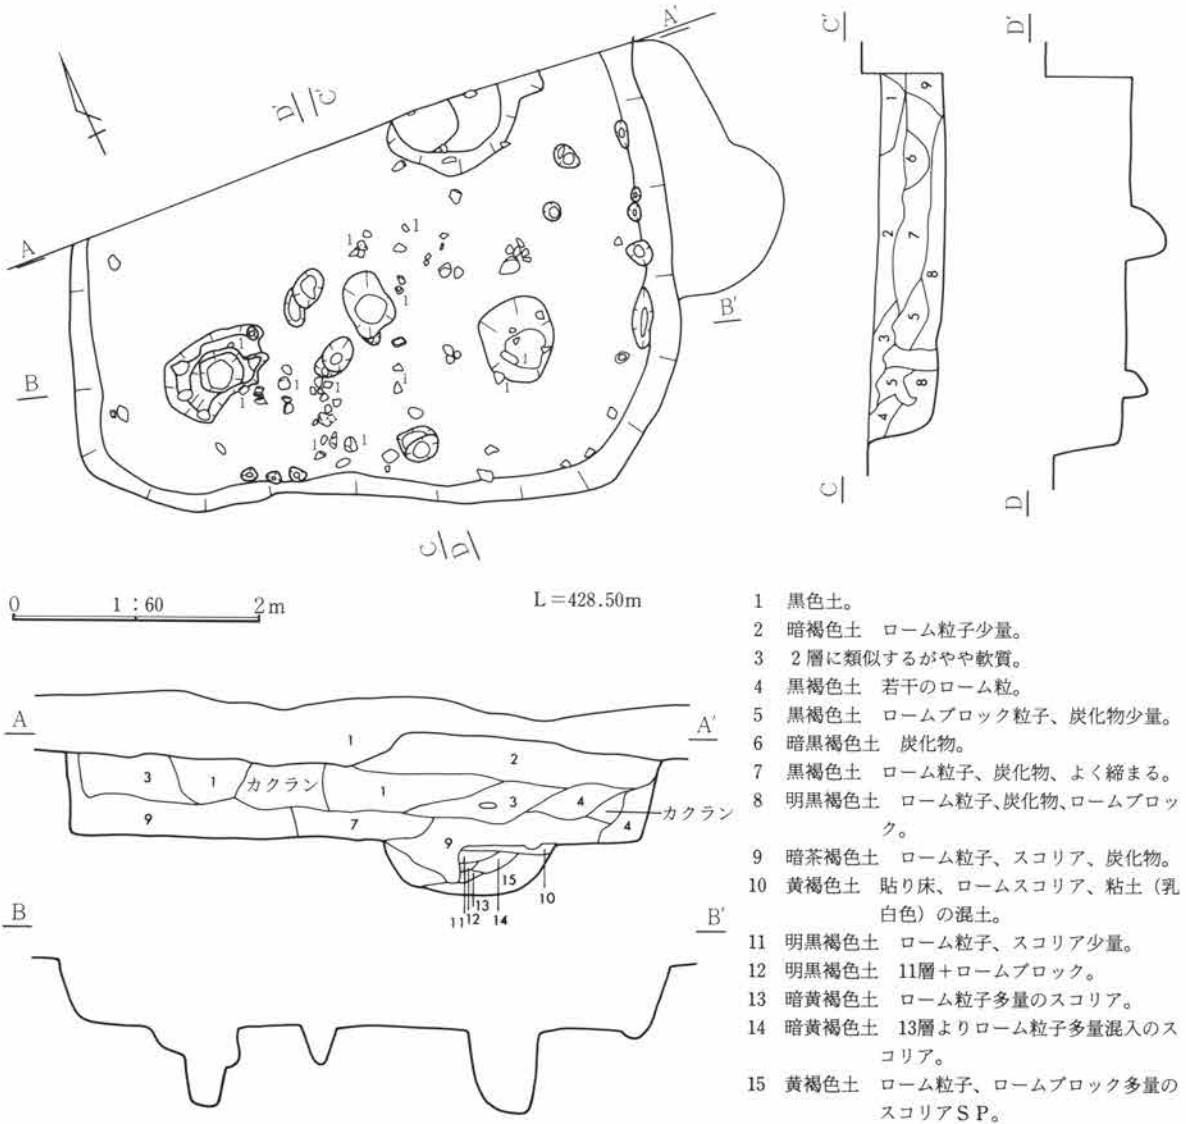 A'
D' C'
A
1
1
1
1
1
1
1
1
1
1
1
B
B'
C D
C'
D'
1
9
6
2
7
8
3
5
5
8
4
C
D
0 1：60 2m
L＝428.50m
A
A'
1
2
3
1
カクラン
1
3
4
カクラン
9
7
4
9
15
13
10
11 12 14
B
B'
1 黒色土。
2 暗褐色土 ローム粒子少量。
3 2層に類似するがやや軟質。
4 黒褐色土 若干のローム粒。
5 黒褐色土 ロームブロック粒子、炭化物少量。
6 暗黒褐色土 炭化物。
7 黒褐色土 ローム粒子、炭化物、よく締まる。
8 明黒褐色土 ローム粒子、炭化物、ロームブロッ
ク。
9 暗茶褐色土 ローム粒子、スコリア、炭化物。
10 黄褐色土 貼り床、ロームスコリア、粘土（乳
白色）の混土。
11 明黒褐色土 ローム粒子、スコリア少量。
12 明黒褐色土 11層＋ロームブロック。
13 暗黄褐色土 ローム粒子多量のスコリア。
14 暗黄褐色土 13層よりローム粒子多量混入のス
コリア。
15 黄褐色土 ローム粒子、ロームブロック多量の
スコリアＳＰ。